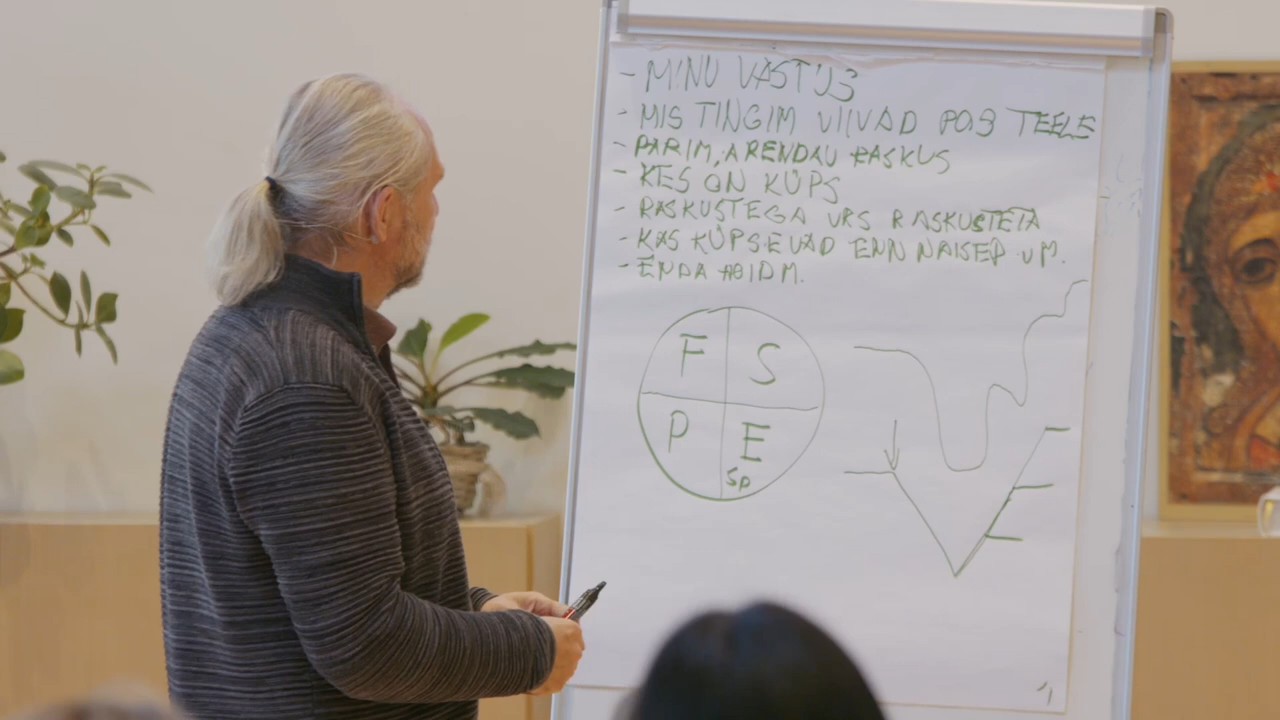 - MINU VASTUS
- MIS TINGIM VIIVAD POS TEELE
- PARIM, ARENDAV RASKUS
- KES ON KÜPS
- RASKUSTEGA VRS RASKUSTETA
- KAS KÜPSEVAD ENN NAISED VM.
- ENDA HOIDM.
F S
P E
SP